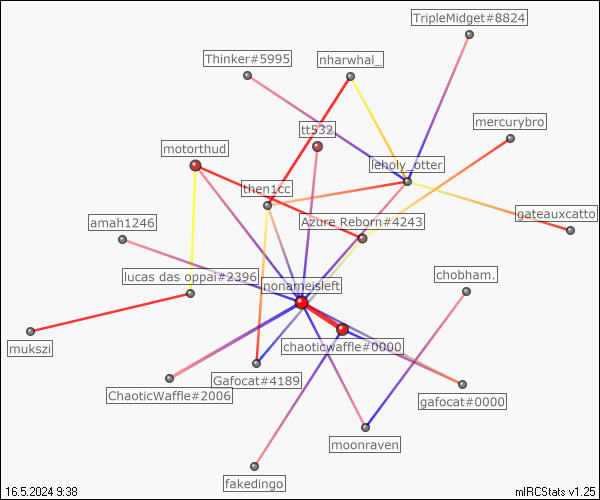 TripleMidget#8824
Thinker#5995
nharwhal_
mercurybro
tt532
motorthud
leholy_otter
then1cc
Azure_Reborn#4243
gateauxcatto
amah1246
lucas das oppai#2396
nonameisleft
chobham.
mukszi
chaoticwaffle#0000
Gafocat#4189
ChaoticWaffle#2006
gafocat#0000
moonraven
fakedingo
16.5.2024 9:38
mIRCStats v1.25